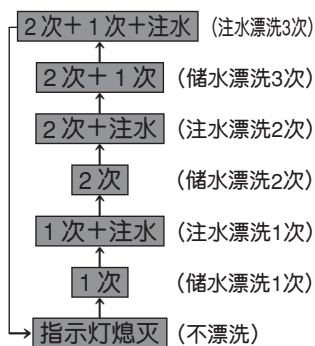 2次+1次+注水 (注水漂洗3次)
2次+1次 (储水漂洗3次)
2次+注水 (注水漂洗2次)
2次 (储水漂洗2次)
1次+注水 (注水漂洗1次)
1次 (储水漂洗1次)
指示灯熄灭 (不漂洗)